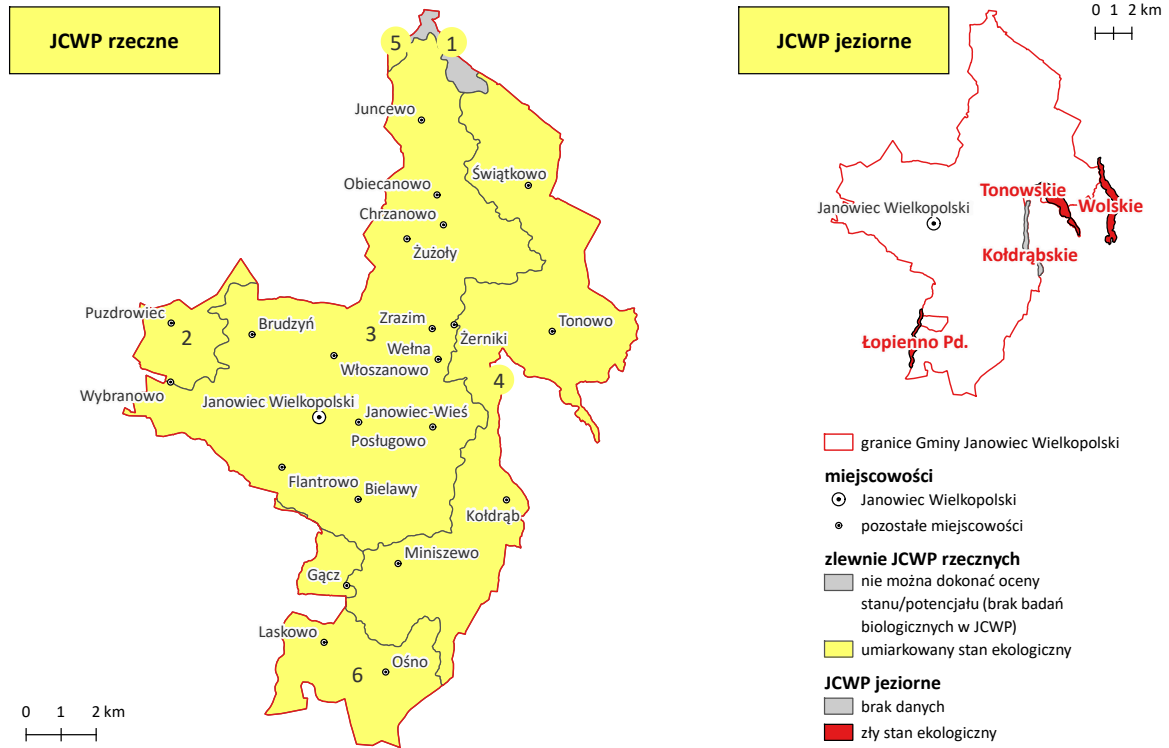 JCWP rzeczne
5
1
Juncewo
Świątkowo
Obiecanowo
Chrzanowo
Żużoły
Puzdrowiec
2
Brudzyń
Zrazim
3
Żerniki
Tonowo
Wełna
Włoszanowo
Wybranowo
4
Janowiec Wielkopolski
Janowiec-Wieś
Posługowo
Flantrowo
Bielawy
Kołdrąb
Miniszewo
Gącz
Laskowo
Ośno
6
0 1 2 km
JCWP jeziorne
0 1 2 km
Tonowskie
Wolskie
Janowiec Wielkopolski
Kołdrąbskie
Łopienno Pd.
granice Gminy Janowiec Wielkopolski
miejscowości
Janowiec Wielkopolski
pozostałe miejscowości
zlewnie JCWP rzecznych
nie można dokonać oceny
stanu/potencjału (brak badań
biologicznych w JCWP)
umiarkowany stan ekologiczny
JCWP jeziorne
brak danych
zły stan ekologiczny